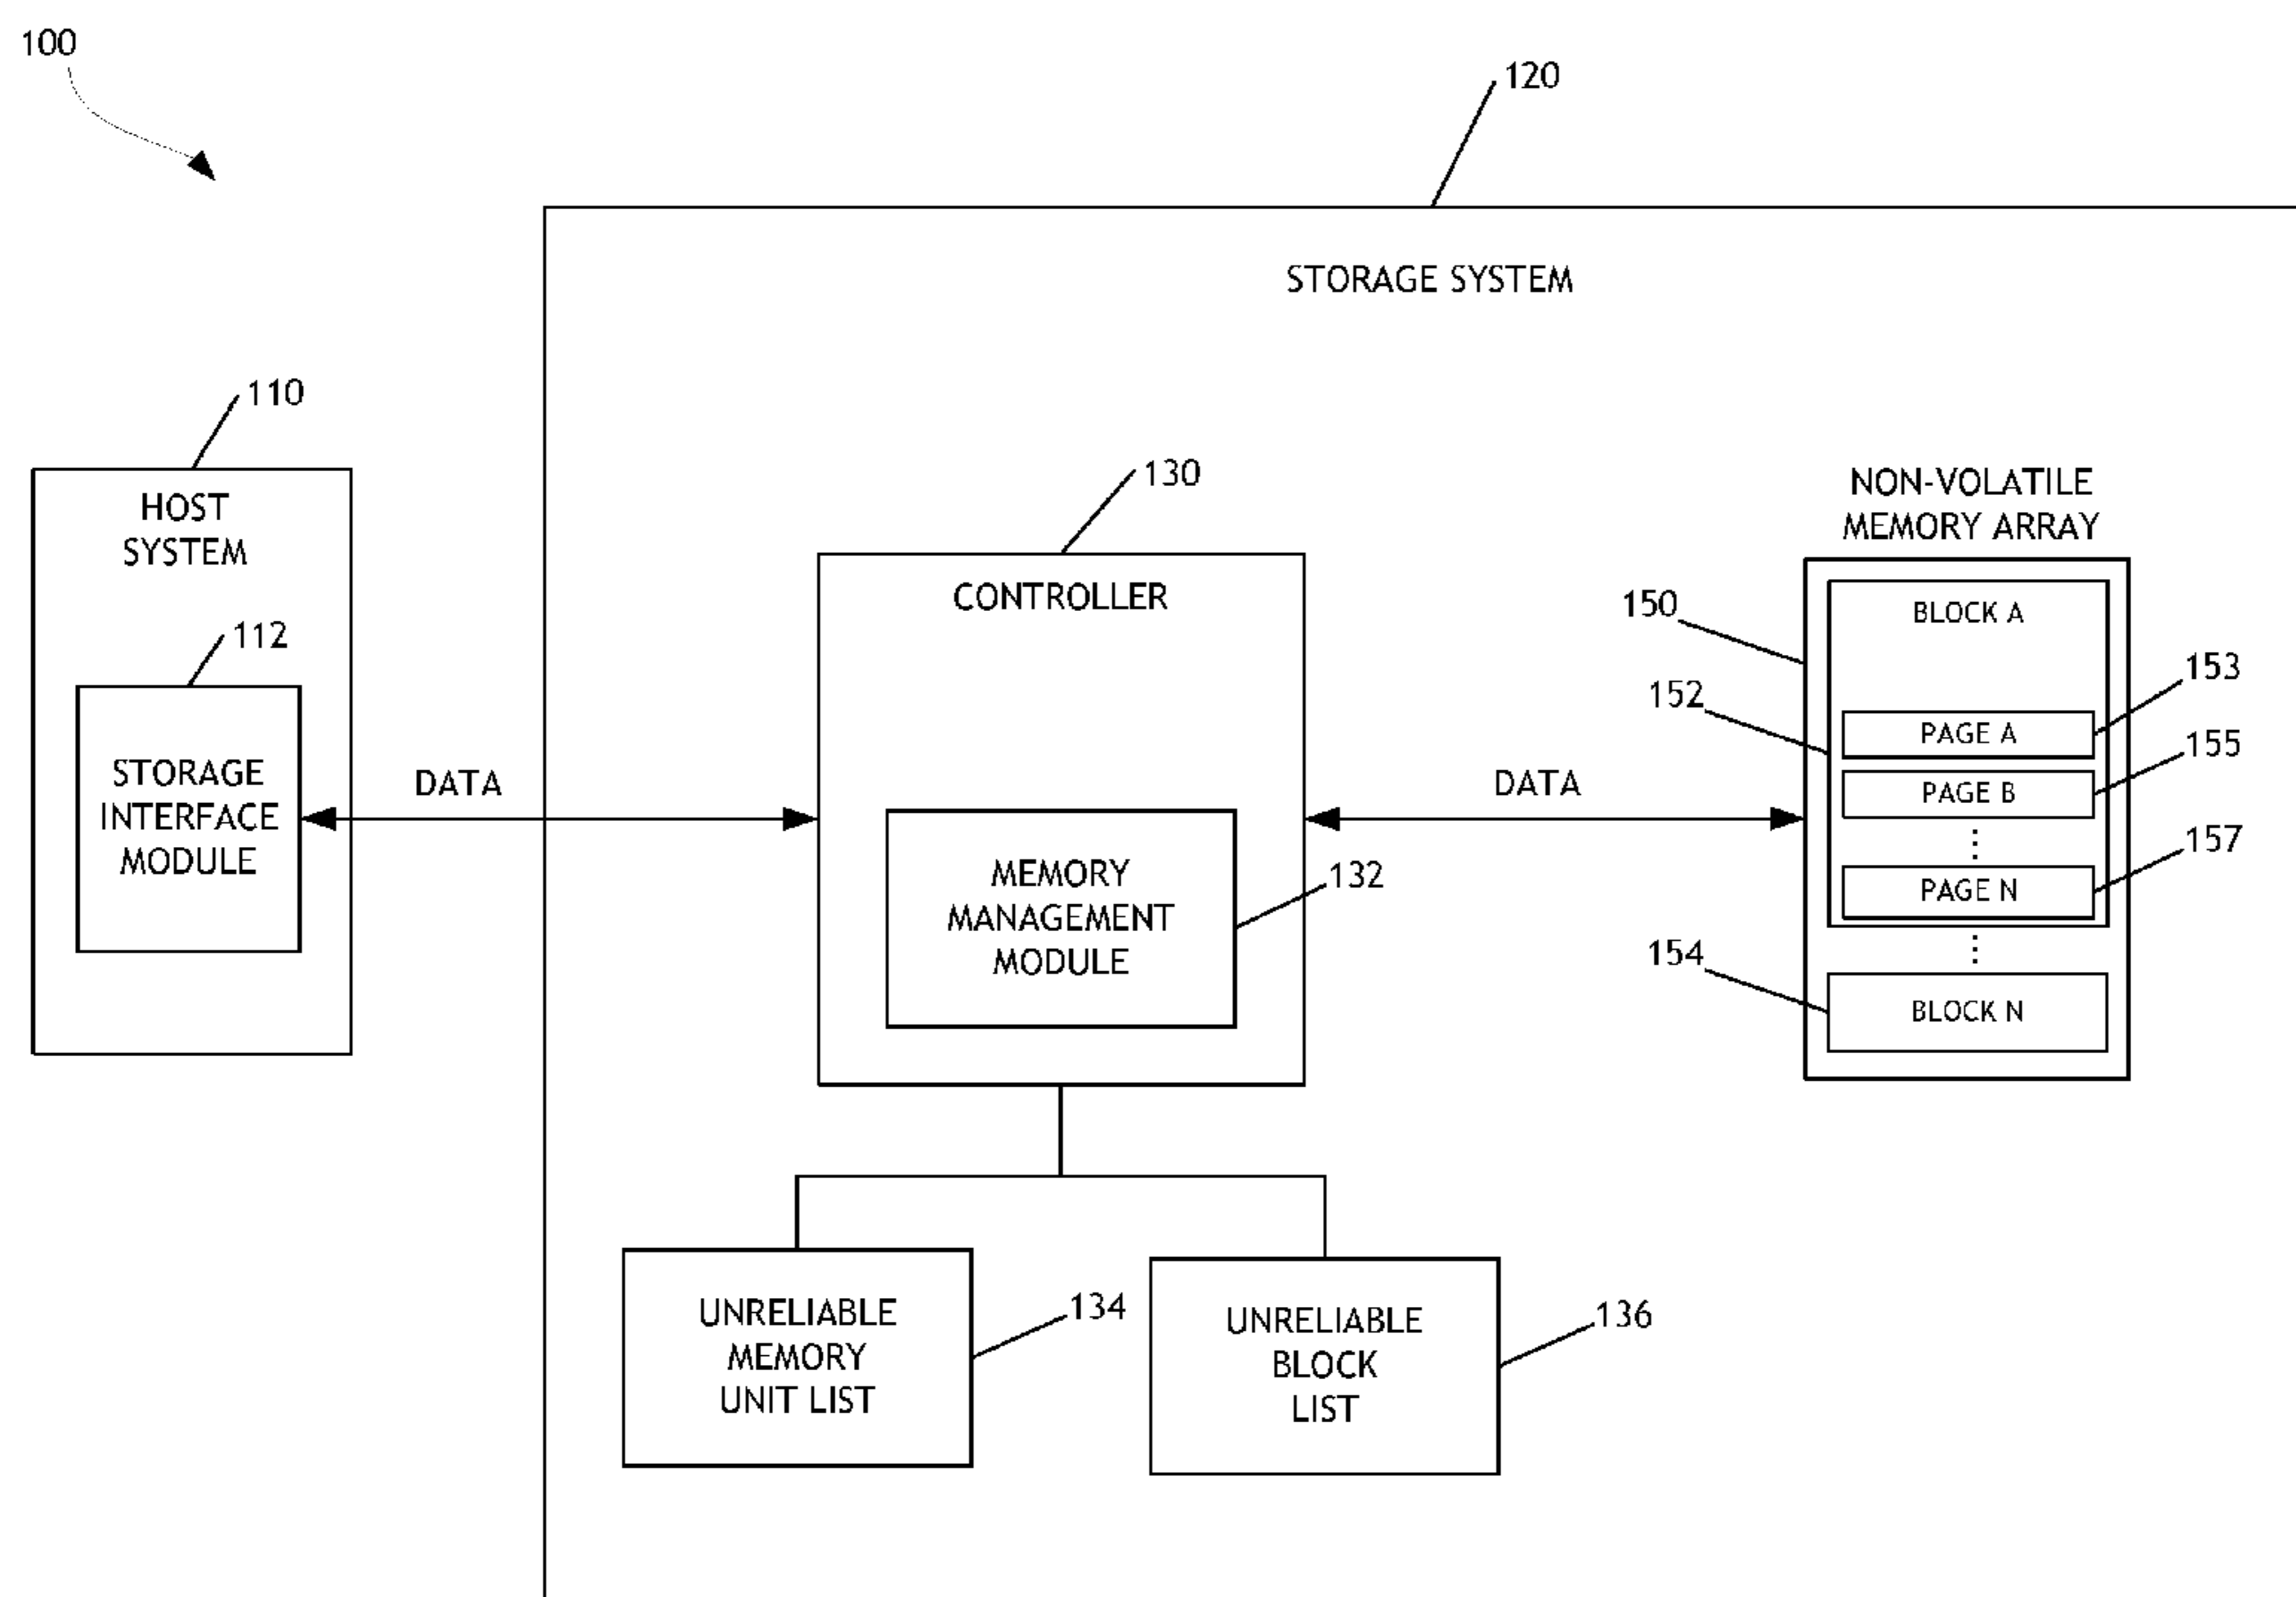 100
120
STORAGE SYSTEM
110
HOST
SYSTEM
112
STORAGE
INTERFACE
MODULE
DATA
130
CONTROLLER
MEMORY
MANAGEMENT
MODULE
132
DATA
NON-VOLATILE
MEMORY ARRAY
150
BLOCK A
152
153
PAGE A
155
PAGE B
157
PAGE N
154
BLOCK N
UNRELIABLE
MEMORY
UNIT LIST
134
UNRELIABLE
BLOCK
LIST
136